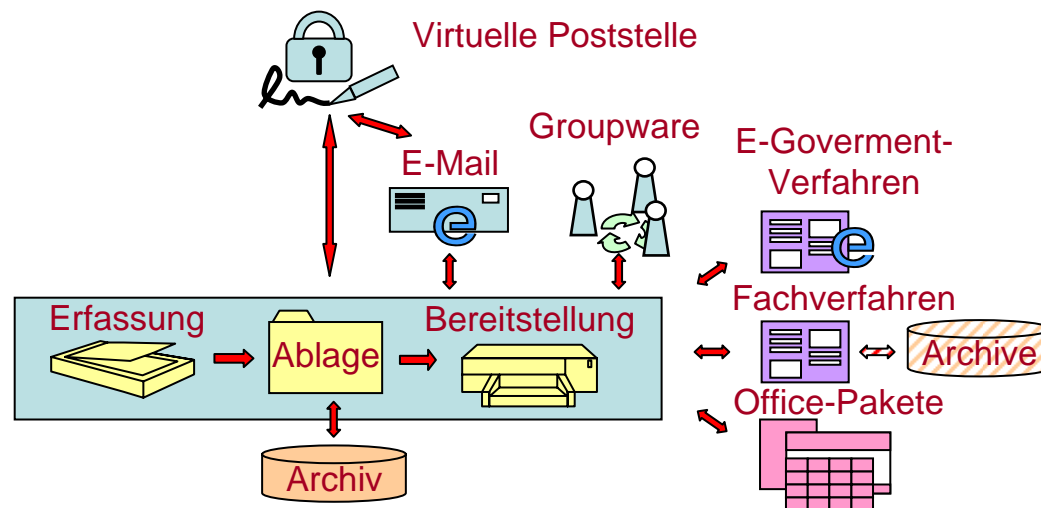 Virtuelle Poststelle
Groupware
E-Goverment-
Verfahren
E-Mail
Erfassung
Ablage
Bereitstellung
Fachverfahren
Archive
Office-Pakete
Archiv